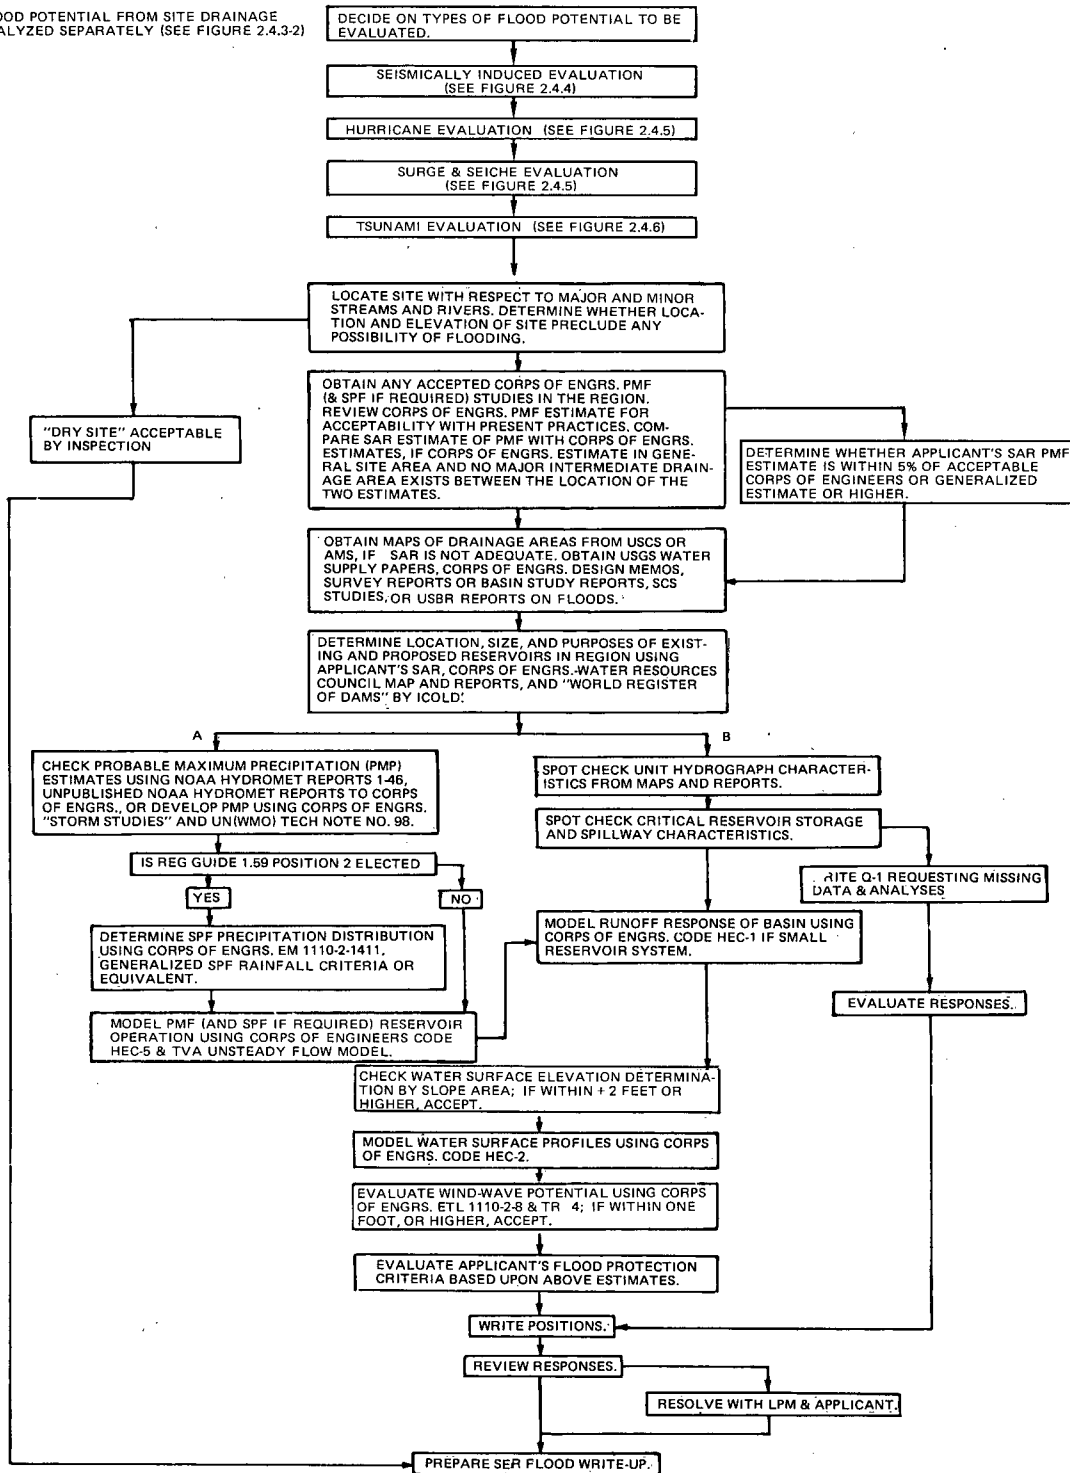 OOD POTENTIAL FROM SITE DRAINAGE
ALYZED SEPARATELY (SEE FIGURE 2.4.3-2)
DECIDE ON TYPES OF FLOOD POTENTIAL TO BE
EVALUATED.
SEISMICALLY INDUCED EVALUATION
(SEE FIGURE 2.4.4)
HURRICANE EVALUATION (SEE FIGURE 2.4.5)
SURGE & SEICHE EVALUATION
(SEE FIGURE 2.4.5)
TSUNAMI EVALUATION (SEE FIGURE 2.4.6)
LOCATE SITE WITH RESPECT TO MAJOR AND MINOR
STREAMS AND RIVERS. DETERMINE WHETHER LOCA-
TION AND ELEVATION OF SITE PRECLUDE ANY
POSSIBILITY OF FLOODING.
"DRY SITE" ACCEPTABLE
BY INSPECTION
OBTAIN ANY ACCEPTED CORPS OF ENGRS. PMF
(& SPF IF REQUIRED) STUDIES IN THE REGION.
REVIEW CORPS OF ENGRS. PMF ESTIMATE FOR
ACCEPTABILITY WITH PRESENT PRACTICES. COM-
PARE SAR ESTIMATE OF PMF WITH CORPS OF ENGRS.
ESTIMATES, IF CORPS OF ENGRS. ESTIMATE IN GENE-
RAL SITE AREA AND NO MAJOR INTERMEDIATE DRAIN-
AGE AREA EXISTS BETWEEN THE LOCATION OF THE
TWO ESTIMATES.
DETERMINE WHETHER APPLICANT'S SAR PMF
ESTIMATE IS WITHIN 5% OF ACCEPTABLE
CORPS OF ENGINEERS OR GENERALIZED
ESTIMATE OR HIGHER.
OBTAIN MAPS OF DRAINAGE AREAS FROM USCS OR
AMS, IF SAR IS NOT ADEQUATE. OBTAIN USGS WATER
SUPPLY PAPERS, CORPS OF ENGRS. DESIGN MEMOS,
SURVEY REPORTS OR BASIN STUDY REPORTS, SCS
STUDIES, OR USBR REPORTS ON FLOODS.
DETERMINE LOCATION, SIZE, AND PURPOSES OF EXIST-
ING AND PROPOSED RESERVOIRS IN REGION USING
APPLICANT'S SAR, CORPS OF ENGRS.-WATER RESOURCES
COUNCIL MAP AND REPORTS, AND "WORLD REGISTER
OF DAMS" BY ICOLD.
A
B
CHECK PROBABLE MAXIMUM PRECIPITATION (PMP)
ESTIMATES USING NOAA HYDROMET REPORTS 1-46,
UNPUBLISHED NOAA HYDROMET REPORTS TO CORPS
OF ENGRS., OR DEVELOP PMP USING CORPS OF ENGRS.
"STORM STUDIES" AND UN(WMO) TECH NOTE NO. 98.
SPOT CHECK UNIT HYDROGRAPH CHARACTER-
ISTICS FROM MAPS AND REPORTS.
SPOT CHECK CRITICAL RESERVOIR STORAGE
AND SPILLWAY CHARACTERISTICS.
IS REG GUIDE 1.59 POSITION 2 ELECTED
YES
NO
RITE Q-1 REQUESTING MISSING
DATA & ANALYSES
DETERMINE SPF PRECIPITATION DISTRIBUTION
USING CORPS OF ENGRS. EM 1110-2-1411,
GENERALIZED SPF RAINFALL CRITERIA OR
EQUIVALENT.
MODEL RUNOFF RESPONSE OF BASIN USING
CORPS OF ENGRS. CODE HEC-1 IF SMALL
RESERVOIR SYSTEM.
EVALUATE RESPONSES.
MODEL PMF (AND SPF IF REQUIRED) RESERVOIR
OPERATION USING CORPS OF ENGINEERS CODE
HEC-5 & TVA UNSTEADY FLOW MODEL.
CHECK WATER SURFACE ELEVATION DETERMINA-
TION BY SLOPE AREA; IF WITHIN + 2 FEET OR
HIGHER, ACCEPT.
MODEL WATER SURFACE PROFILES USING CORPS
OF ENGRS. CODE HEC-2.
EVALUATE WIND-WAVE POTENTIAL USING CORPS
OF ENGRS. ETL 1110-2-8 & TR 4; IF WITHIN ONE
FOOT, OR HIGHER, ACCEPT.
EVALUATE APPLICANT'S FLOOD PROTECTION
CRITERIA BASED UPON ABOVE ESTIMATES.
WRITE POSITIONS.
REVIEW RESPONSES.
RESOLVE WITH LPM & APPLICANT.
PREPARE SER FLOOD WRITE-UP.